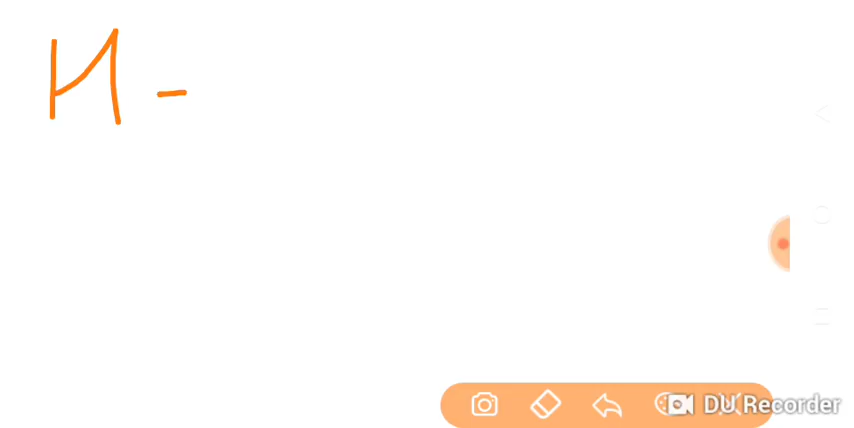 И -
DU Recorder